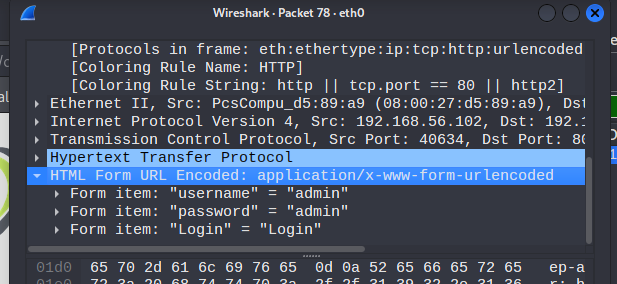 Wireshark · Packet 78 · eth0
[Protocols in frame: eth:ethertype:ip:tcp:http:urlencoded
[Coloring Rule Name: HTTP]
[Coloring Rule String: http || tcp.port == 80 || http2]
Ethernet II, Src: PcsCompu_d5:89:a9 (08:00:27:d5:89:a9), Dst
Internet Protocol Version 4, Src: 192.168.56.102, Dst: 192.1
Transmission Control Protocol, Src Port: 40634, Dst Port: 80
Hypertext Transfer Protocol
HTML Form URL Encoded: application/x-www-form-urlencoded
Form item: "username" = "admin"
Form item: "password" = "admin"
Form item: "Login" = "Login"
01d0 65 70 2d 61 6c 69 76 65 0d 0a 52 65 66 65 72 65 ep-a